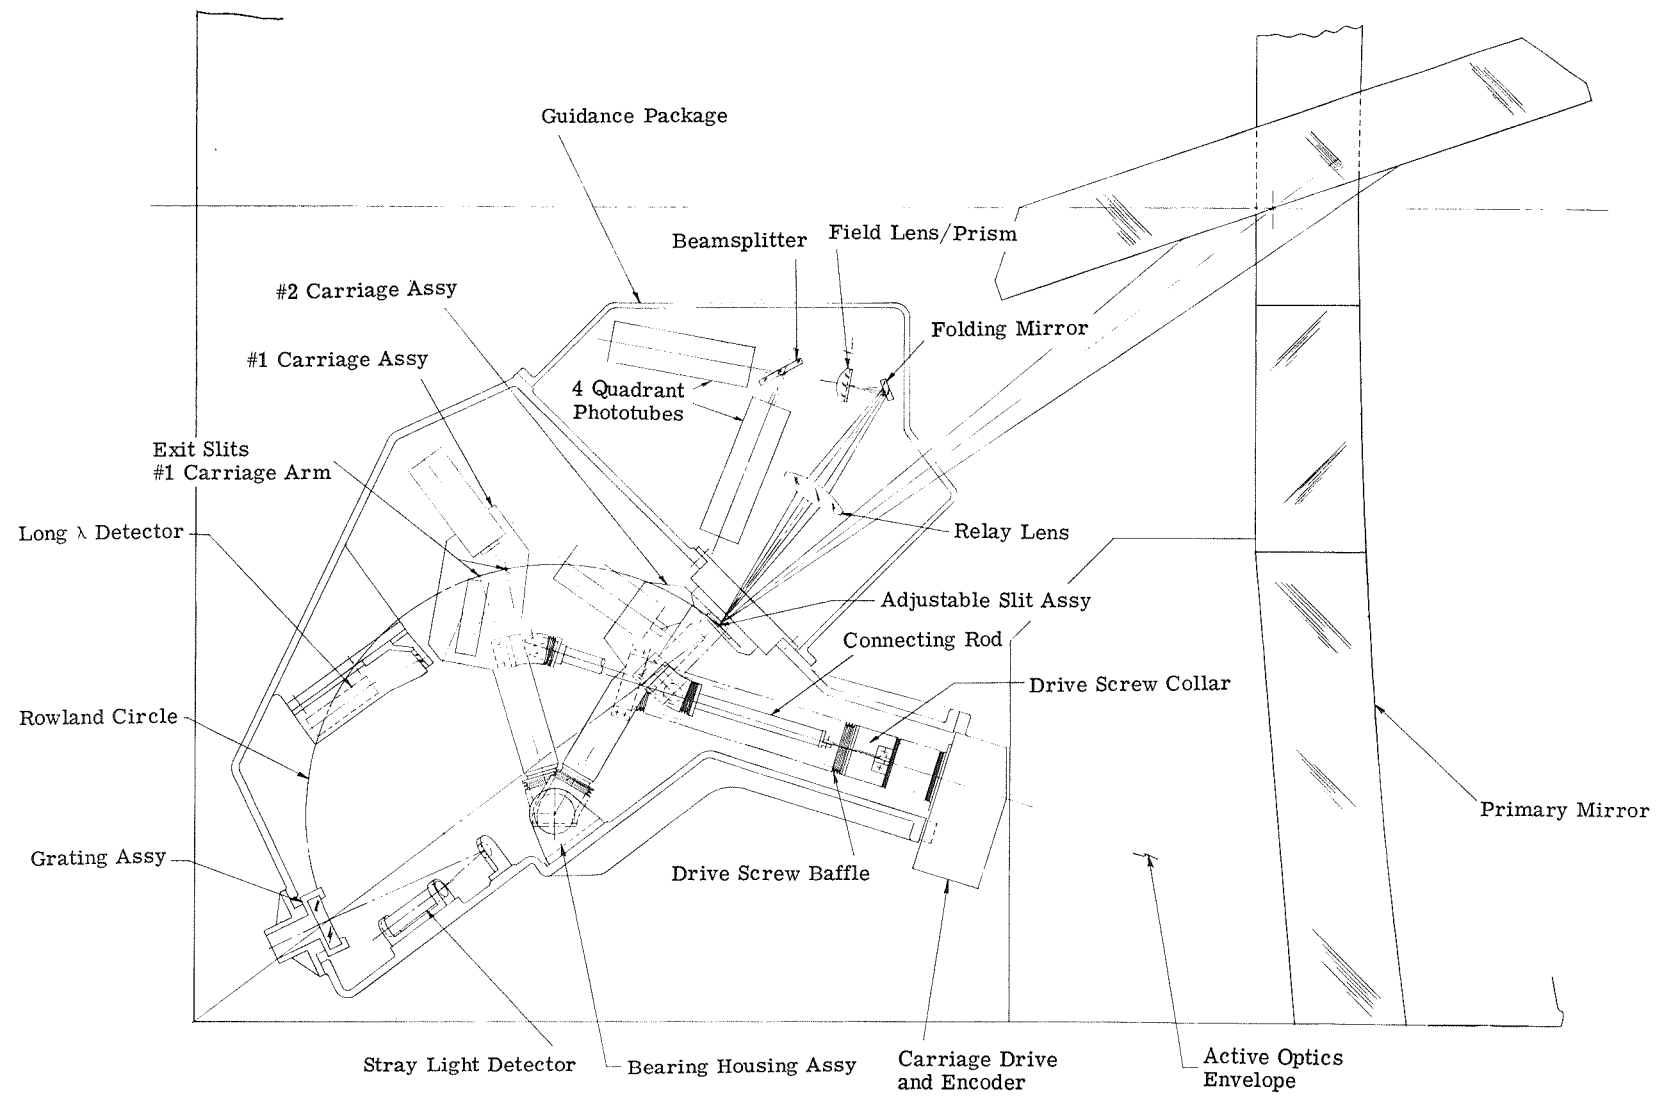 Guidance Package
Beamsplitter
Field Lens/Prism
#2 Carriage Assy
Folding Mirror
#1 Carriage Assy
4 Quadrant
Phototubes
Exit Slits
#1 Carriage Arm
Long λ Detector
Relay Lens
Adjustable Slit Assy
Connecting Rod
Drive Screw Collar
Rowland Circle
Primary Mirror
Grating Assy
Drive Screw Baffle
Stray Light Detector
Bearing Housing Assy
Carriage Drive
and Encoder
Active Optics
Envelope